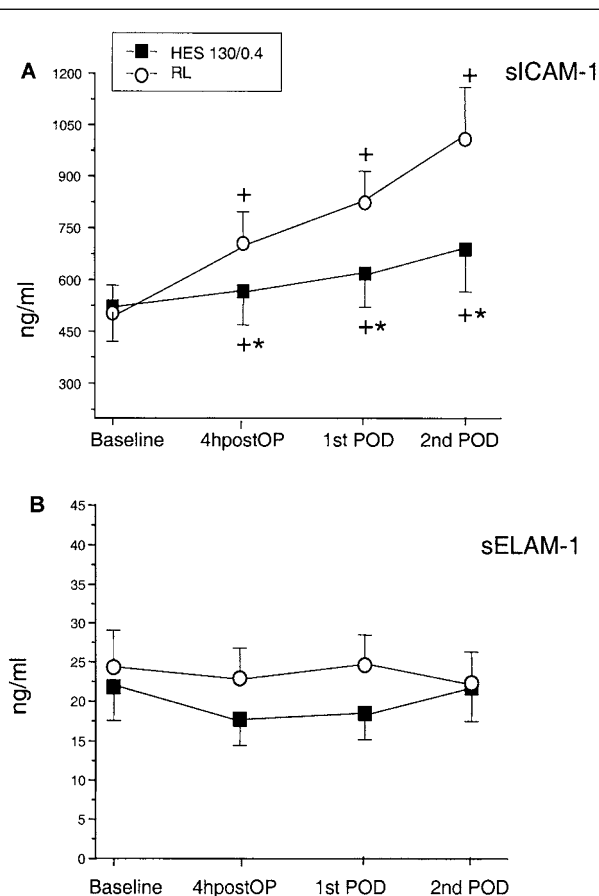 HES 130/0.4
RL
A
sICAM-1
1200
1050
900
750
600
450
300
ng/ml
+
+
+
+*
+*
+*
Baseline 4hpostOP 1st POD 2nd POD
B
sELAM-1
45
40
35
30
25
20
15
10
5
0
ng/ml
Baseline 4hpostOP 1st POD 2nd POD